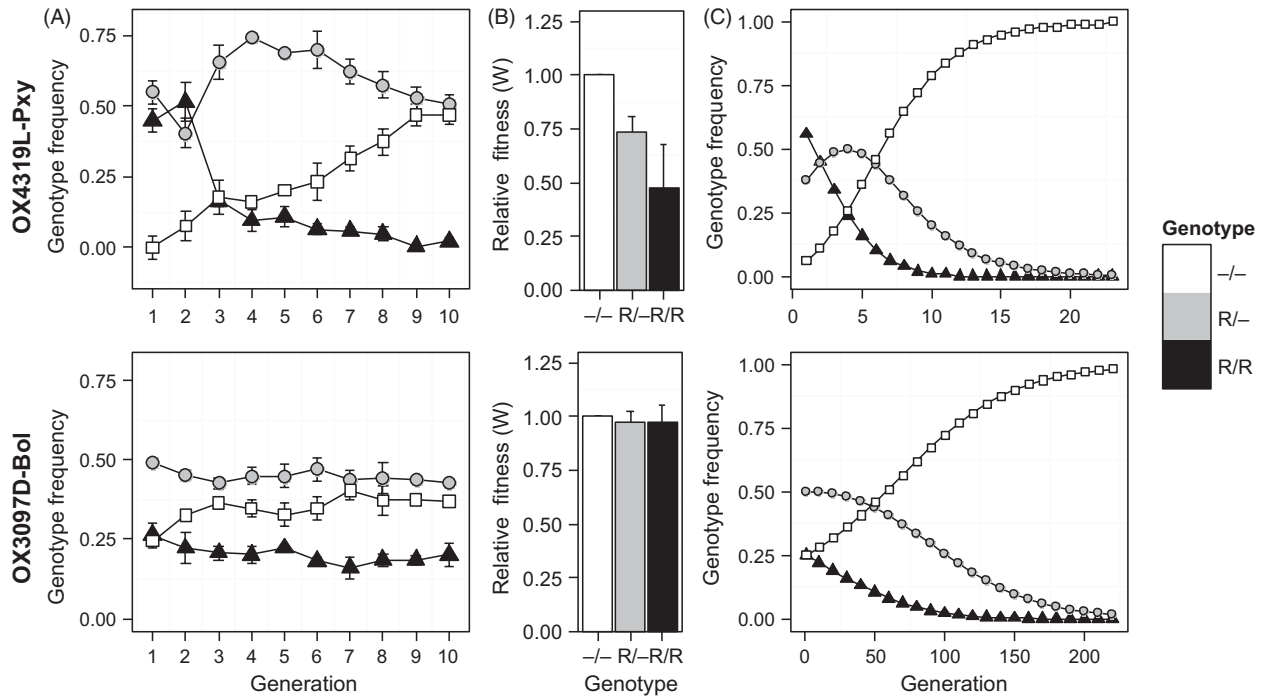 (A)
(B)
(C)
OX4319L-Pxy
Genotype frequency
0.75
0.50
0.25
0.00
1 2 3 4 5 6 7 8 9 10
Relative fitness (W)
1.25
1.00
0.75
0.50
0.25
0.00
–/– R/– R/R
Genotype frequency
1.00
0.75
0.50
0.25
0.00
0 5 10 15 20
Genotype
–/–
R/–
R/R
OX3097D-Bol
Genotype frequency
0.75
0.50
0.25
0.00
1 2 3 4 5 6 7 8 9 10
Generation
Relative fitness (W)
1.25
1.00
0.75
0.50
0.25
0.00
–/– R/– R/R
Genotype
Genotype frequency
1.00
0.75
0.50
0.25
0.00
0 50 100 150 200
Generation